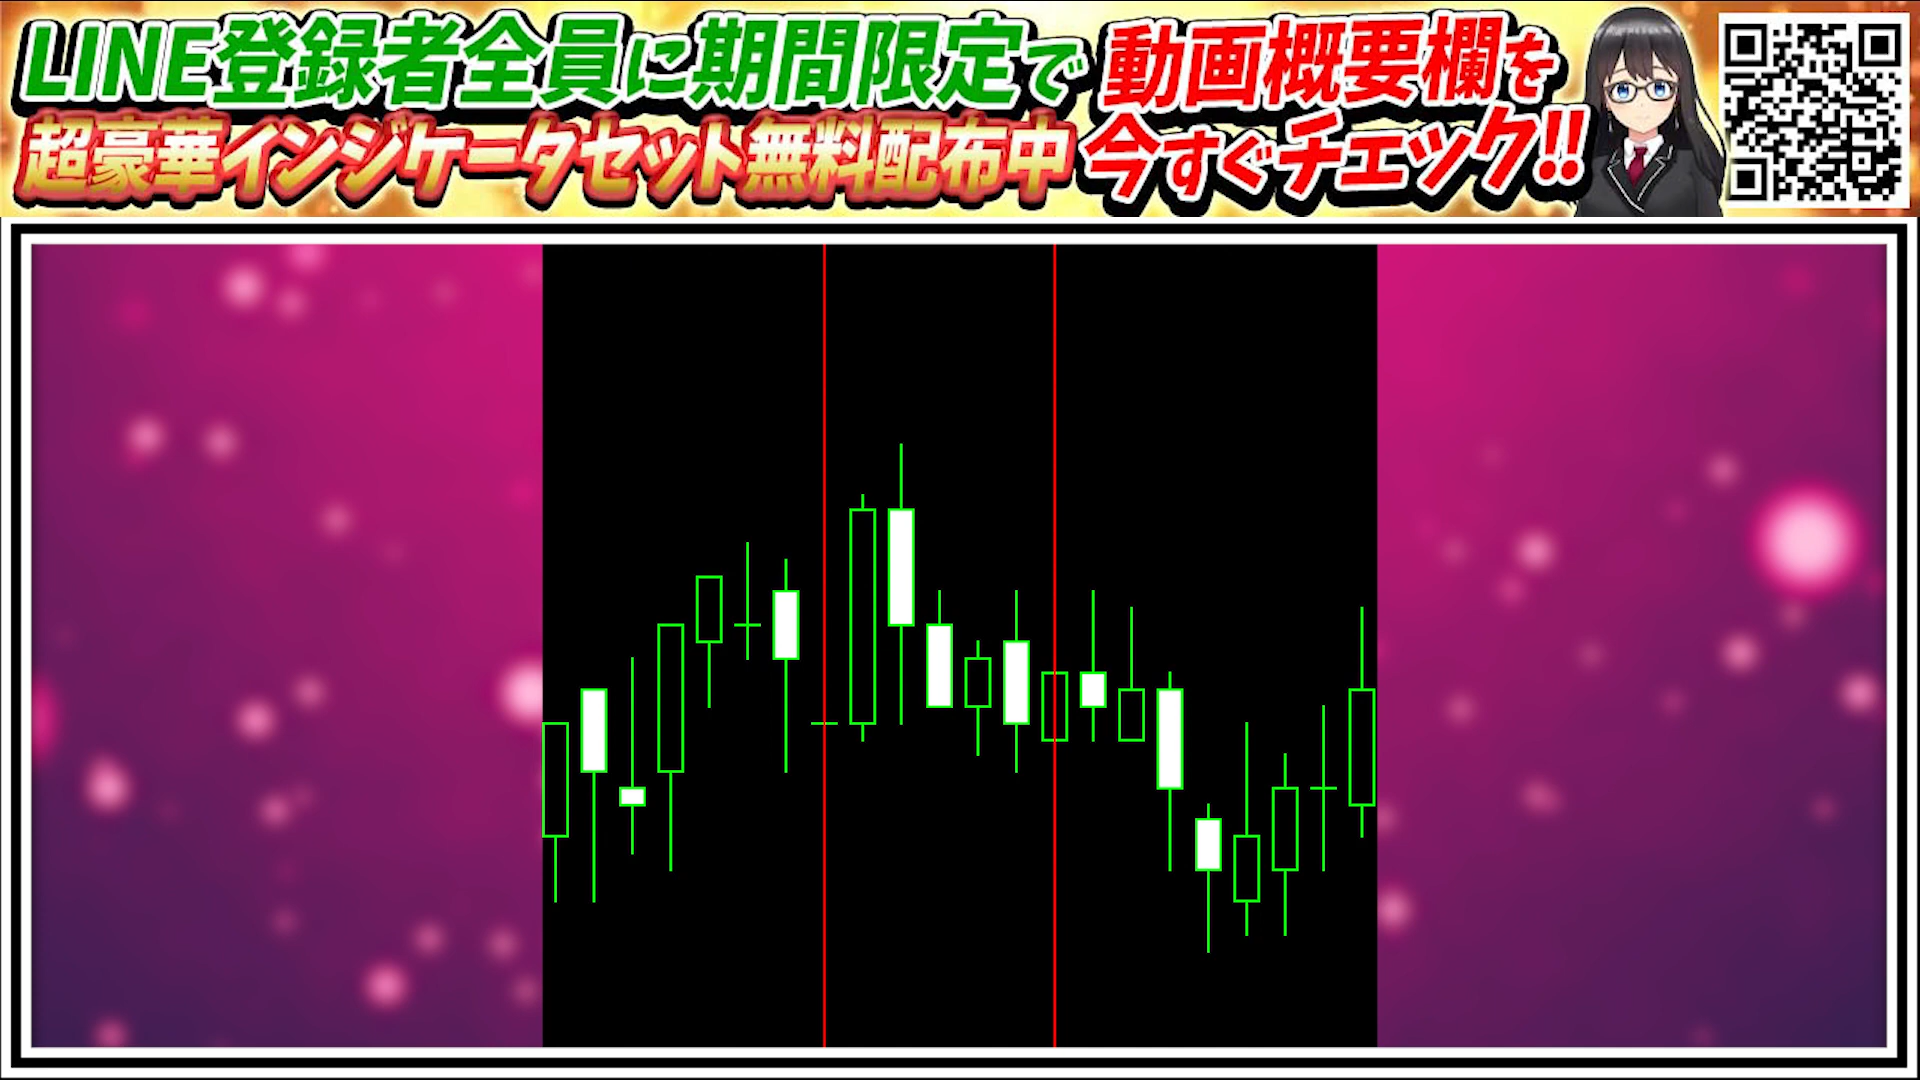 LINE登録者全員に期間限定で
超豪華インジケータセット無料配布中
動画概要欄を
今すぐチェック!!